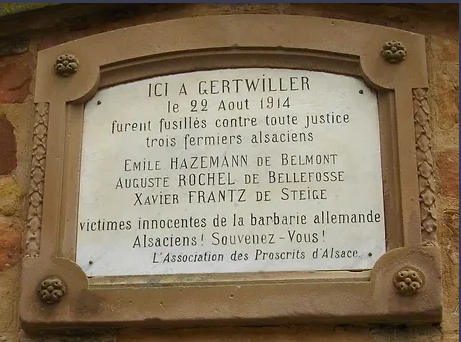 ICI A GERTWILLER
le 22 Aout 1914
furent fusillés contre toute justice
trois fermiers alsaciens
EMILE HAZEMANN DE BELMONT
AUGUSTE ROCHEL DE BELLEFOSSE
XAVIER FRANTZ DE STEIGE
victimes innocentes de la barbarie allemande
Alsaciens! Souvenez-Vous!
L'Association des Proscrits d'Alsace.